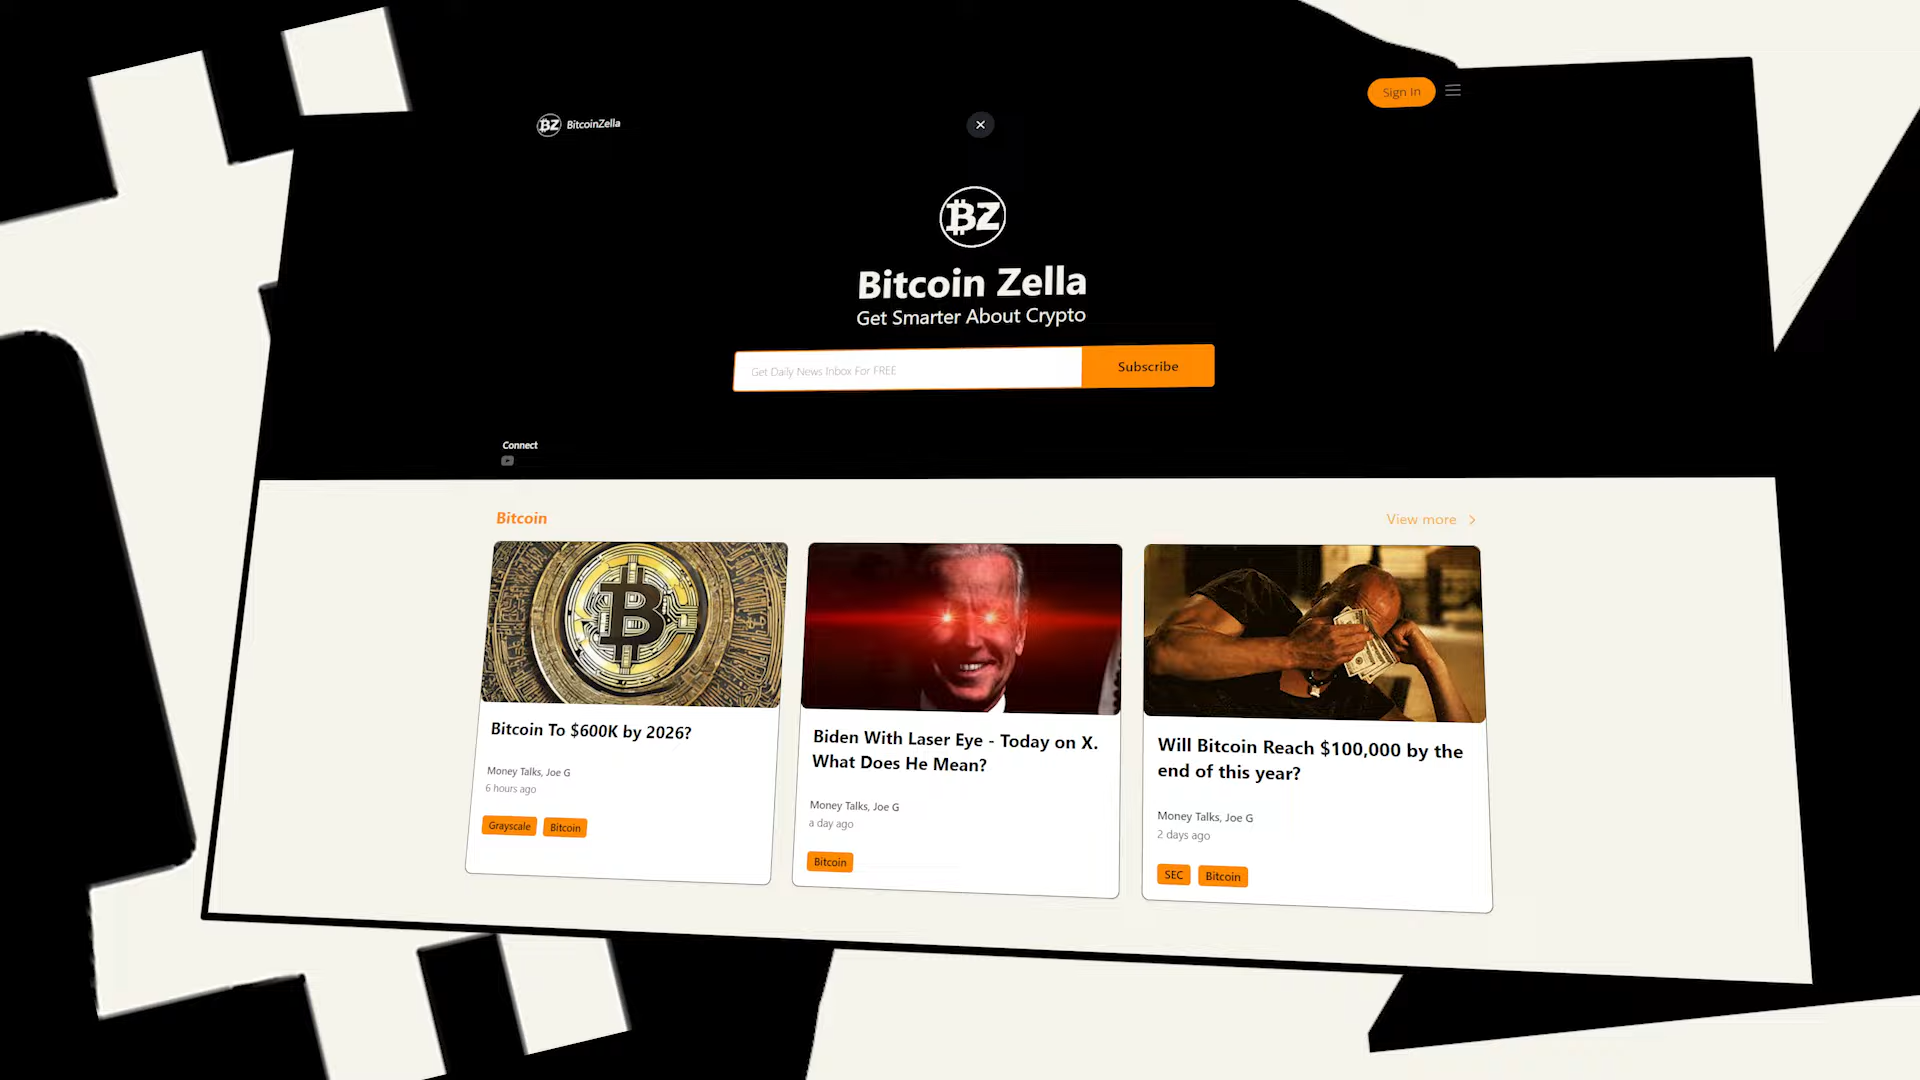 Sign In
BZ BitcoinZella
BZ
Bitcoin Zella
Get Smarter About Crypto
Get Daily News Inbox For FREE
Subscribe
Connect
Bitcoin
View more
Bitcoin To $600K by 2026?
Money Talks, Joe G
6 hours ago
Grayscale Bitcoin
Biden With Laser Eye - Today on X.
What Does He Mean?
Money Talks, Joe G
a day ago
Bitcoin
Will Bitcoin Reach $100,000 by the
end of this year?
Money Talks, Joe G
2 days ago
SEC Bitcoin